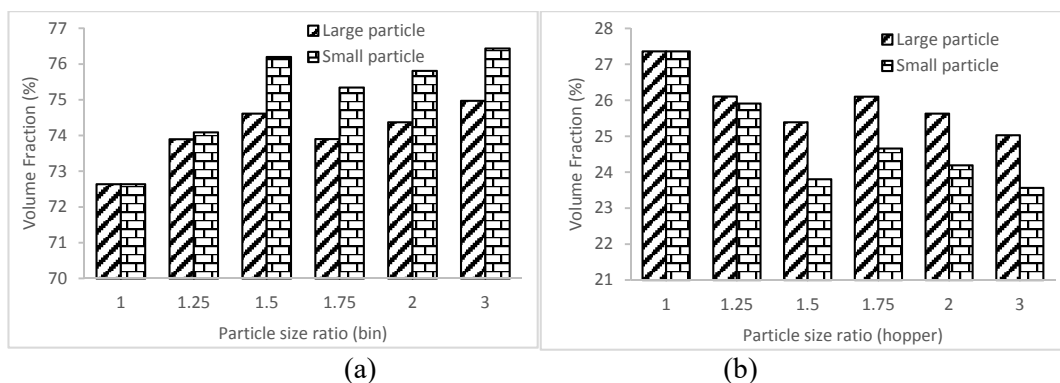 77
76
75
74
73
72
71
70
Volume Fraction (%)
Large particle
Small particle
1 1.25 1.5 1.75 2 3
Particle size ratio (bin)
(a)
28
27
26
25
24
23
22
21
Volume Fraction (%)
Large particle
Small particle
1 1.25 1.5 1.75 2 3
Particle size ratio (hopper)
(b)